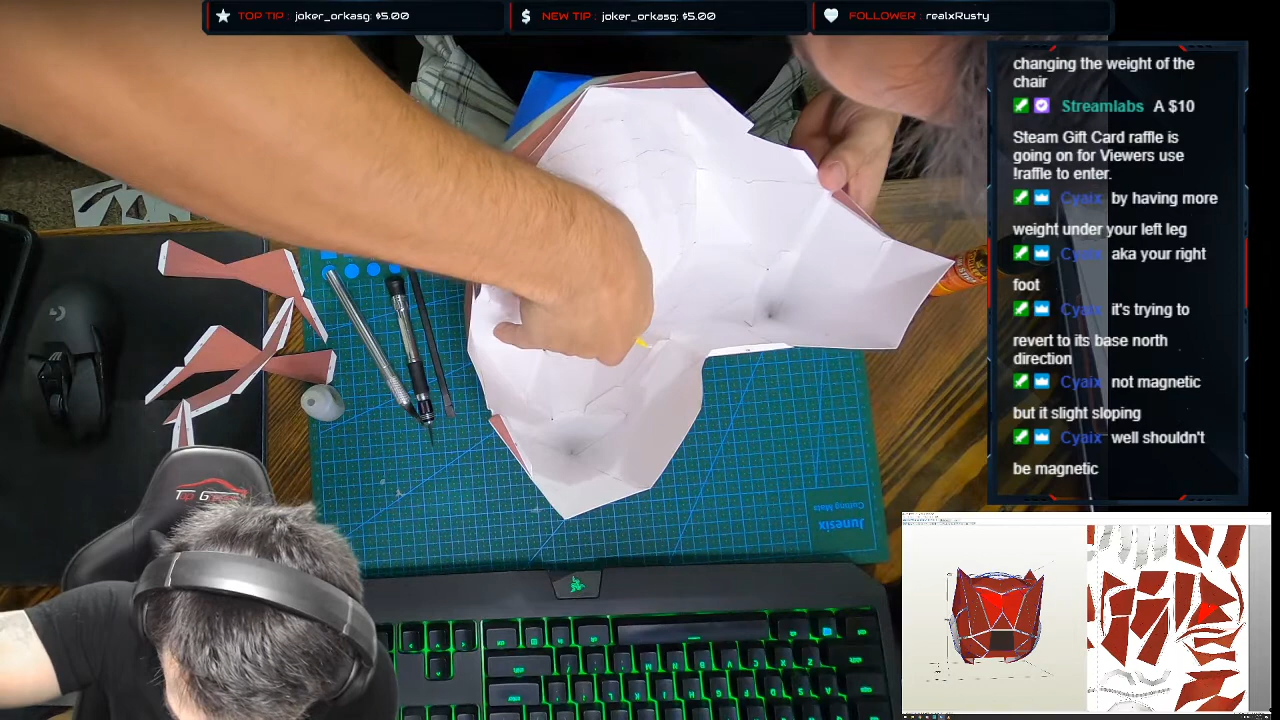 TOP TIP : joker_orkasg: $5.00
NEW TIP : joker_orkasg: $5.00
FOLLOWER : realxRusty
changing the weight of the
chair
Streamlabs A $10
Steam Gift Card raffle is
going on for Viewers use
!raffle to enter.
Cyaix by having more
weight under your left leg
Cyaix aka your right
foot
Cyaix it's trying to
revert to its base north
direction
Cyaix not magnetic
but it slight sloping
Cyaix well shouldn't
be magnetic
Junesix
Cutting Mats